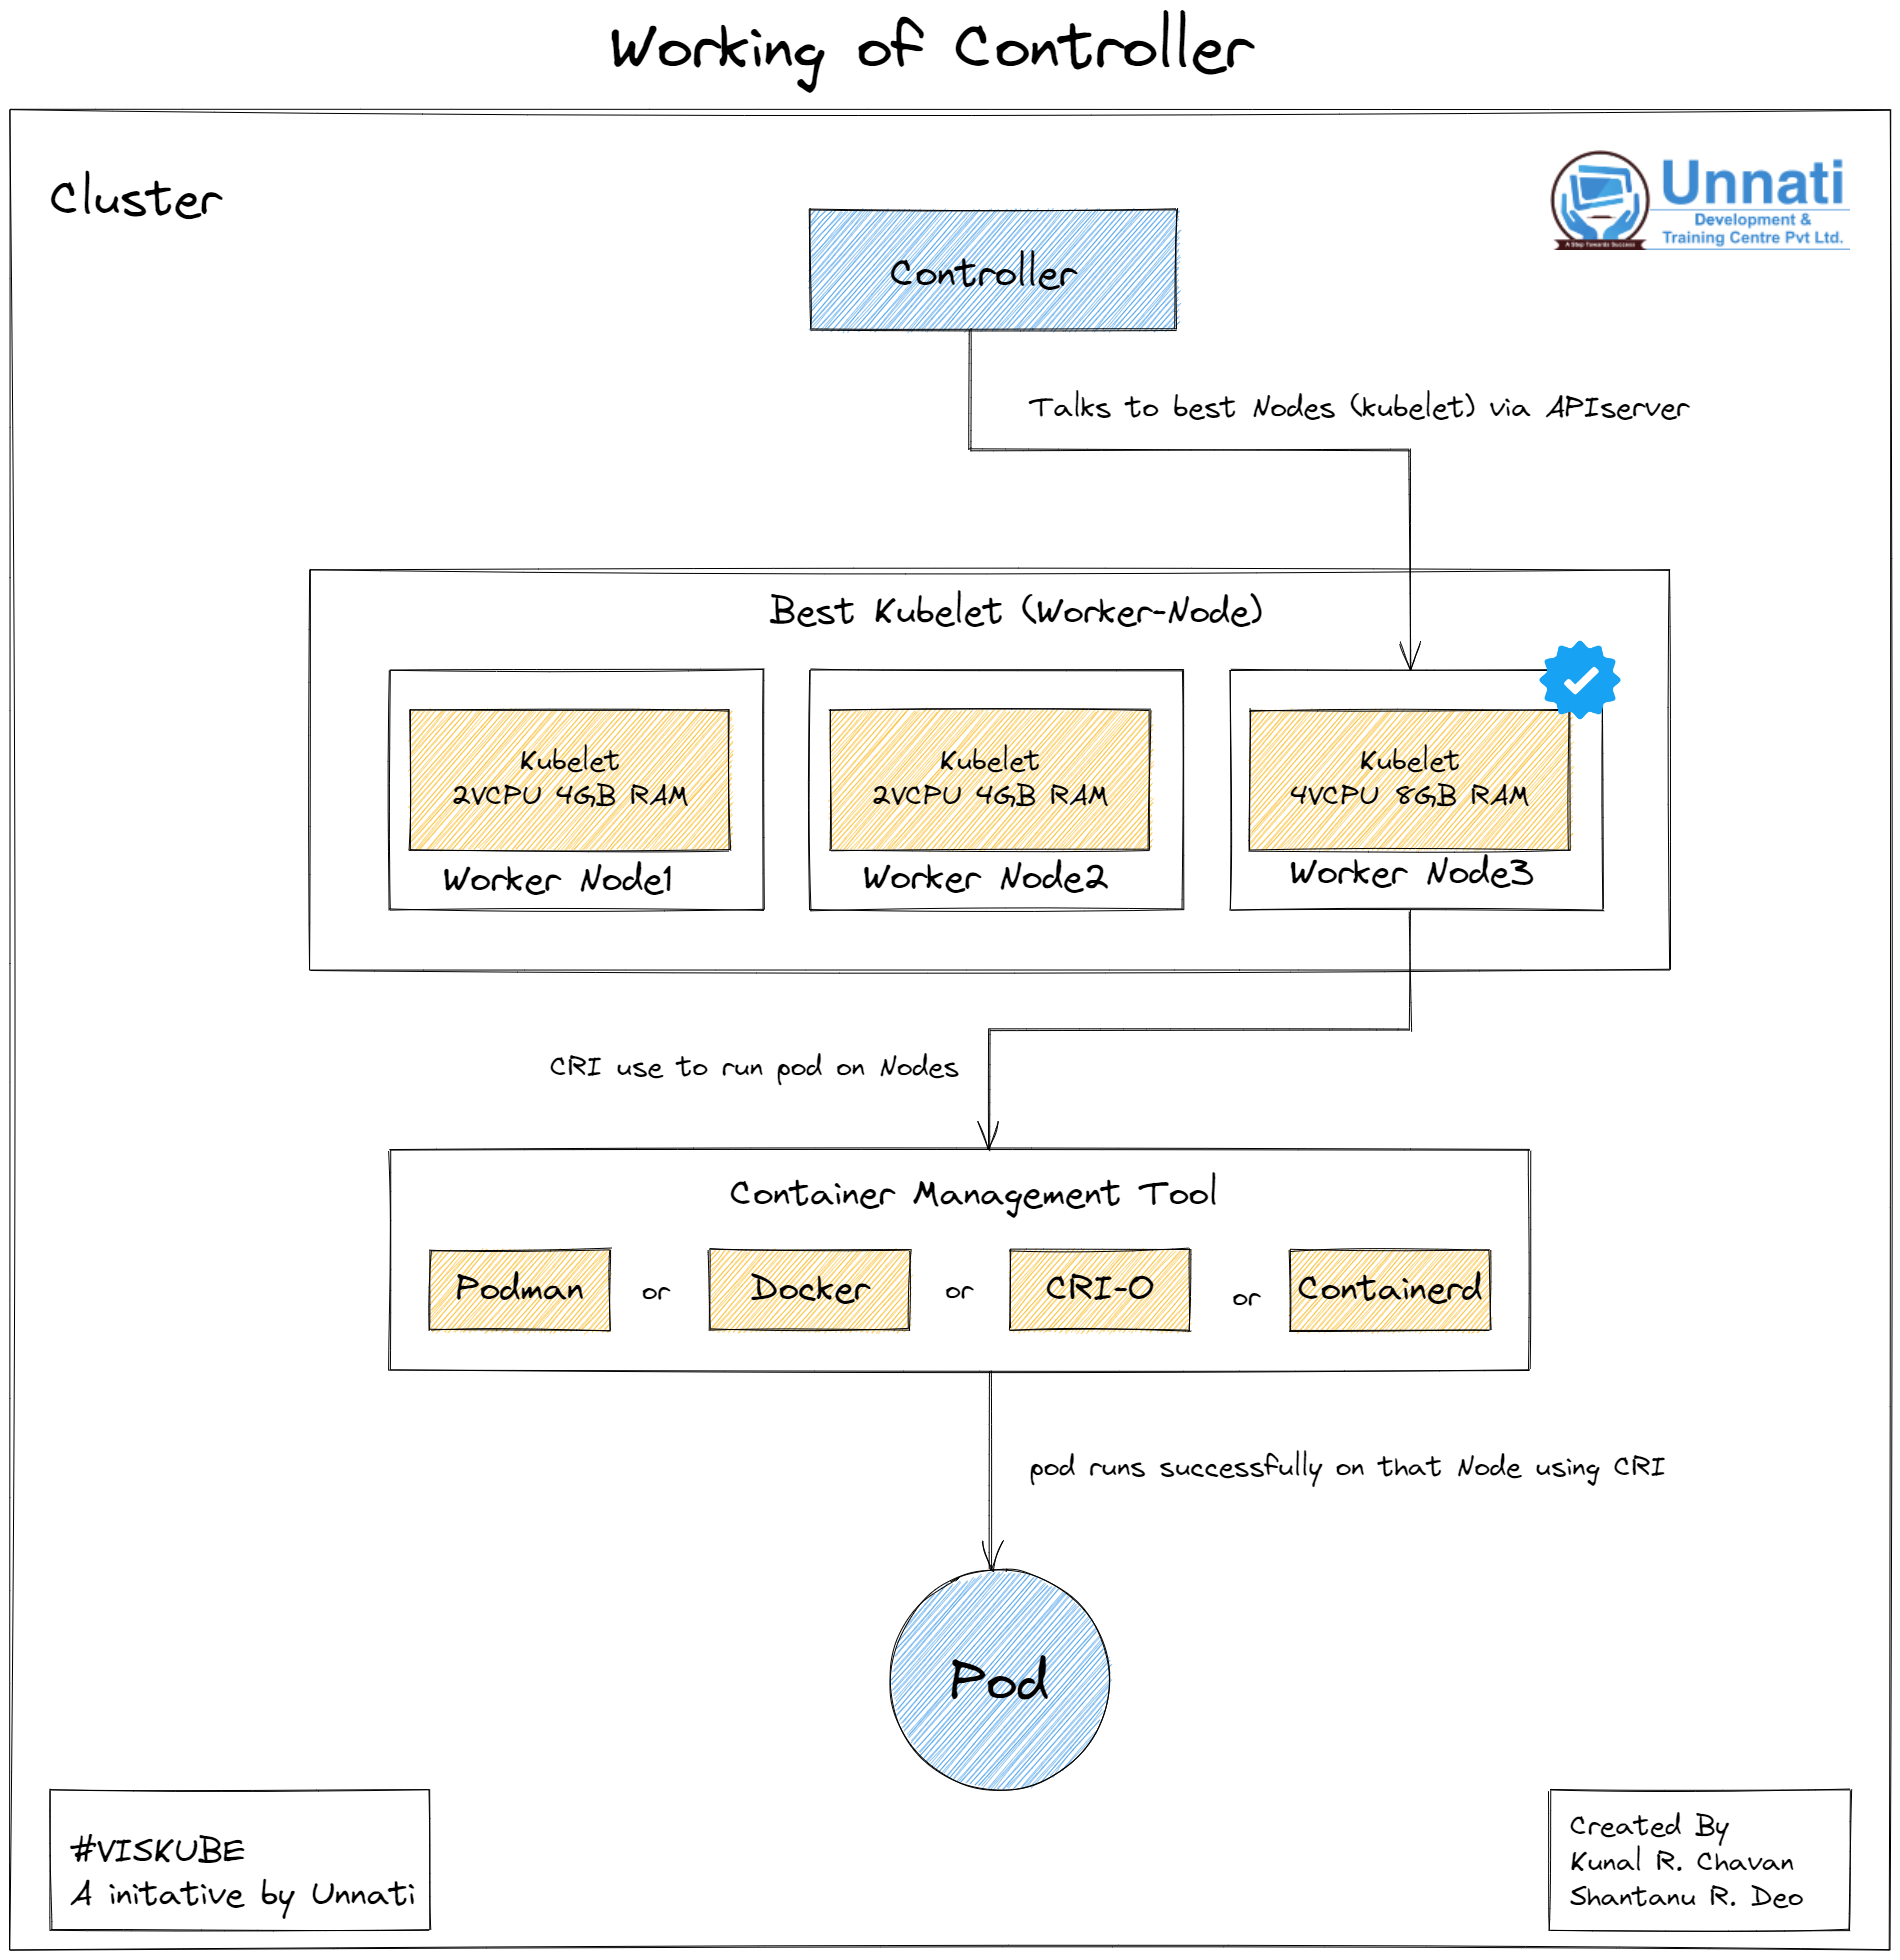 Working of Controller
Cluster
Unnati
Development &
Training Centre Pvt Ltd.
A Step Towards Success
Controller
Talks to best Nodes (kubelet) via APIserver
Best Kubelet (Worker-Node)
Kubelet
2VCPU 4GB RAM
Worker Node1
Kubelet
2VCPU 4GB RAM
Worker Node2
Kubelet
4VCPU 8GB RAM
Worker Node3
CRI use to run pod on Nodes
Container Management Tool
Podman or Docker or CRI-O or Containerd
pod runs successfully on that Node using CRI
Pod
#VISKUBE
A initative by Unnati
Created By
Kunal R. Chavan
Shantanu R. Deo